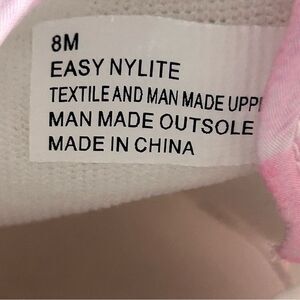 8M
EASY NYLITE
TEXTILE AND MAN MADE UPP
MAN MADE OUTSOLE
MADE IN CHINA